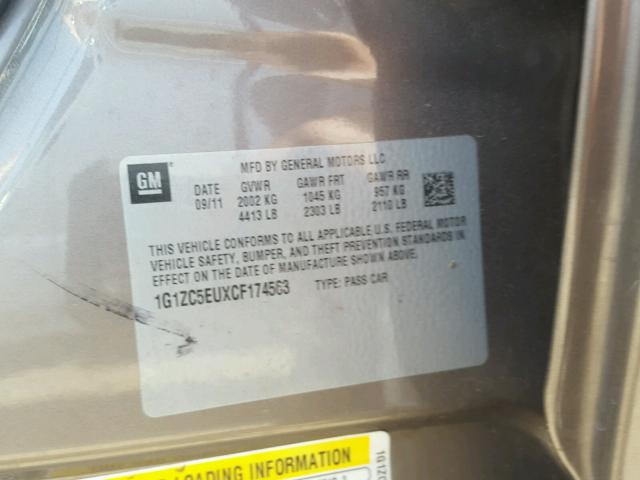 GM
MFD BY GENERAL MOTORS LLC
DATE GVWR GAWR FRT GAWR RR
09/11 2002 KG 1045 KG 957 KG
4413 LB 2303 LB 2110 LB
THIS VEHICLE CONFORMS TO ALL APPLICABLE U.S. FEDERAL MOTOR
VEHICLE SAFETY, BUMPER, AND THEFT PREVENTION STANDARDS IN
EFFECT ON THE DATE OF MANUFACTURE SHOWN ABOVE.
1G1ZC5EUXCF174563 TYPE: PASS CAR
LOADING INFORMATION